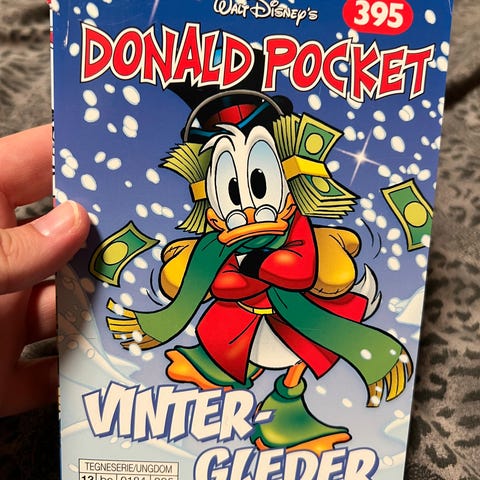 Walt Disney's
395
DONALD POCKET
VINTER-
GLEDER
TEGNESERIE/UNGDOM